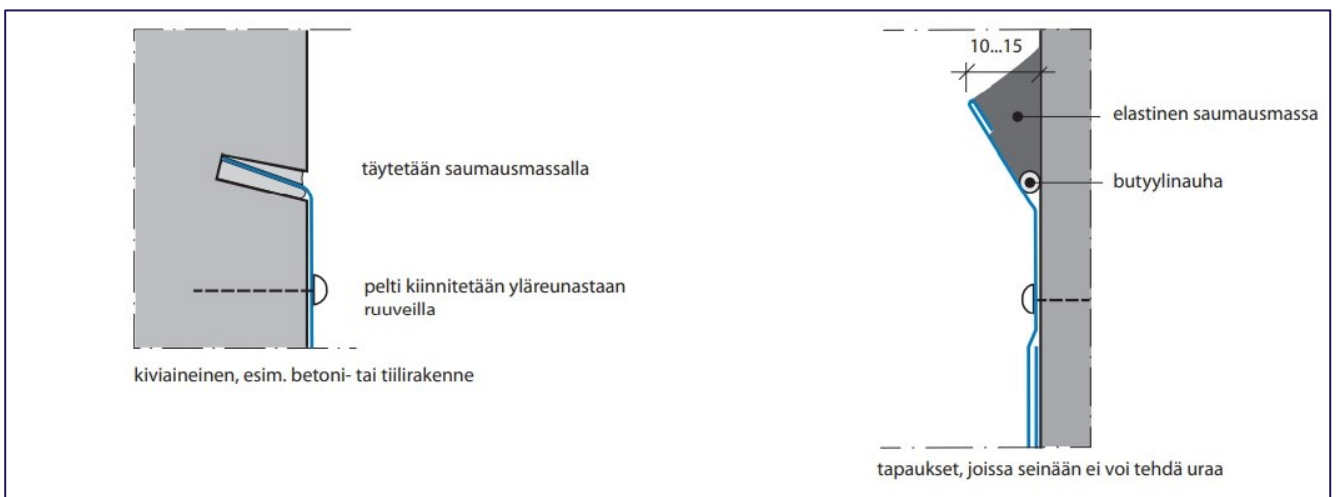 täytetään saumausmassalla
pelti kiinnitetään yläreunastaan
ruuveilla
kiviaineinen, esim. betoni- tai tiilirakenne
10...15
elastinen saumausmassa
butyylinauha
tapaukset, joissa seinään ei voi tehdä uraa